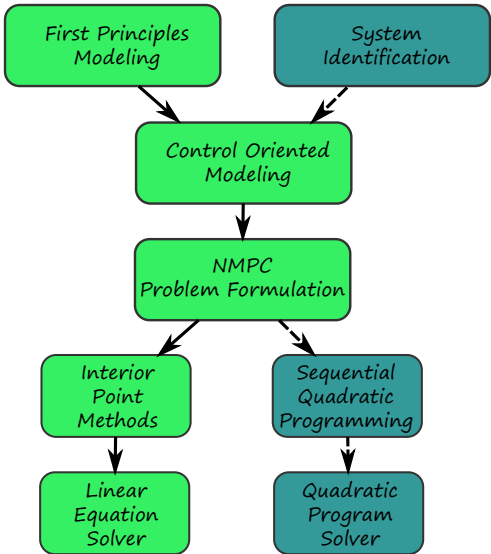 First Principles
Modeling
System
Identification
Control Oriented
Modeling
NMPC
Problem Formulation
Interior
Point
Methods
Sequential
Quadratic
Programming
Linear
Equation
Solver
Quadratic
Program
Solver